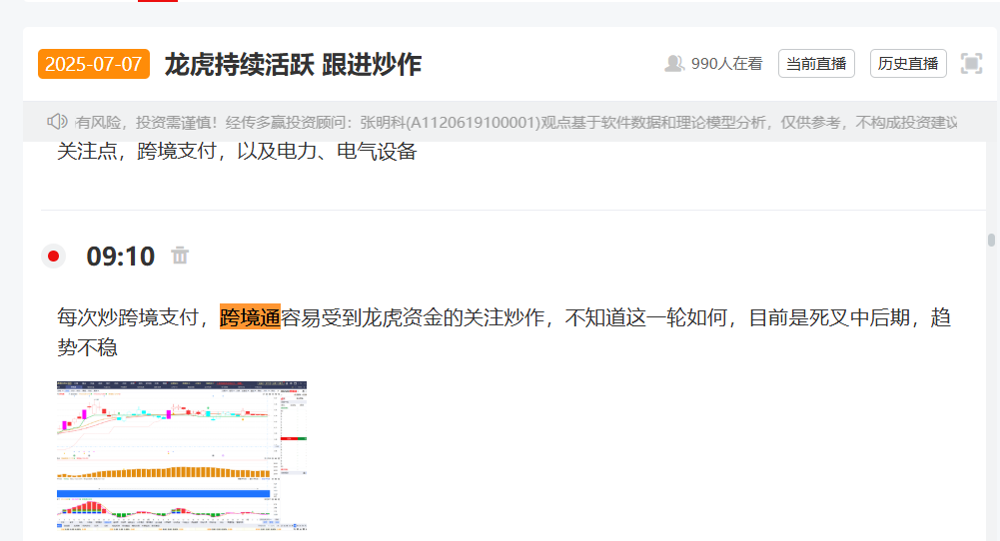 2025-07-07 龙虎持续活跃 跟进炒作 990人在看 当前直播 历史直播
有风险，投资需谨慎！经传多赢投资顾问：张明科(A1120619100001)观点基于软件数据和理论模型分析，仅供参考，不构成投资建议
关注点，跨境支付，以及电力、电气设备
09:10
每次炒跨境支付，跨境通容易受到龙虎资金的关注炒作，不知道这一轮如何，目前是死叉中后期，趋
势不稳